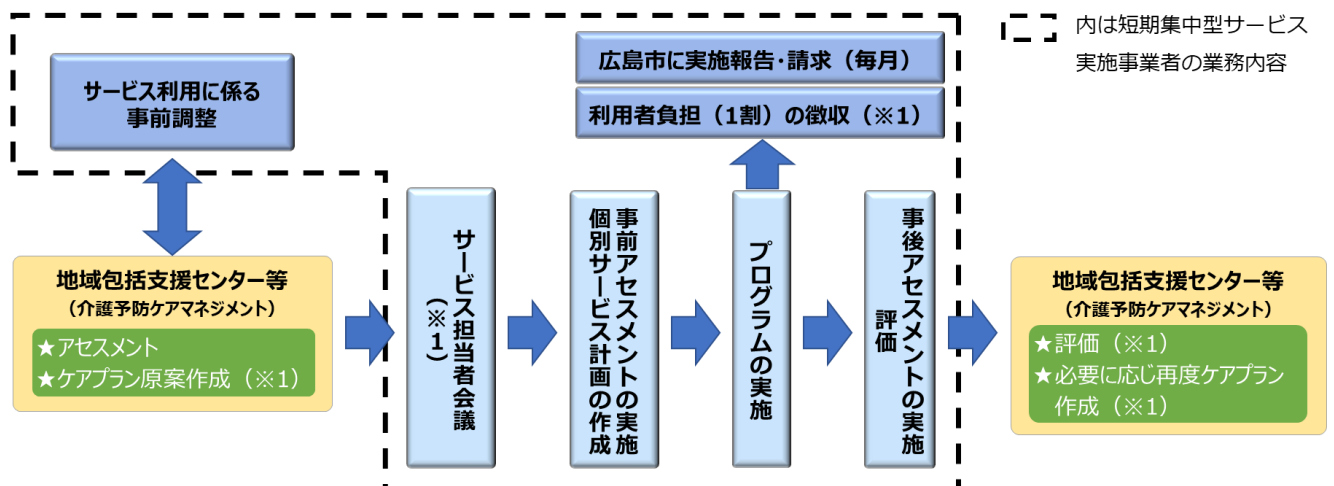 内は短期集中型サービス
実施事業者の業務内容
広島市に実施報告・請求（毎月）
利用者負担（1割）の徴収（※1）
サービス利用に係る
事前調整
地域包括支援センター等
（介護予防ケアマネジメント）
★アセスメント
★ケアプラン原案作成（※1）
サービス担当者会議
（※1）
事前アセスメントの実施
個別サービス計画の作成
プログラムの実施
事後アセスメントの実施
評価
地域包括支援センター等
（介護予防ケアマネジメント）
★評価（※1）
★必要に応じ再度ケアプラン
作成（※1）